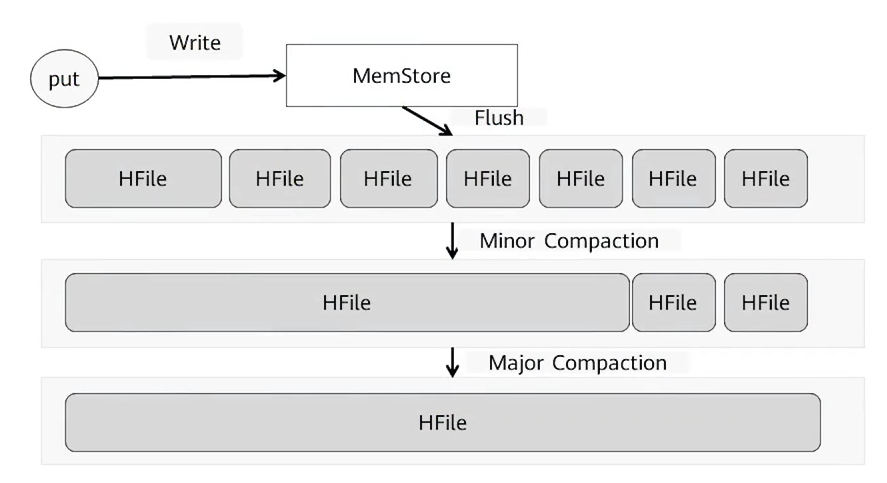 Write
put
MemStore
Flush
HFile HFile HFile HFile HFile HFile HFile
Minor Compaction
HFile HFile HFile
Major Compaction
HFile